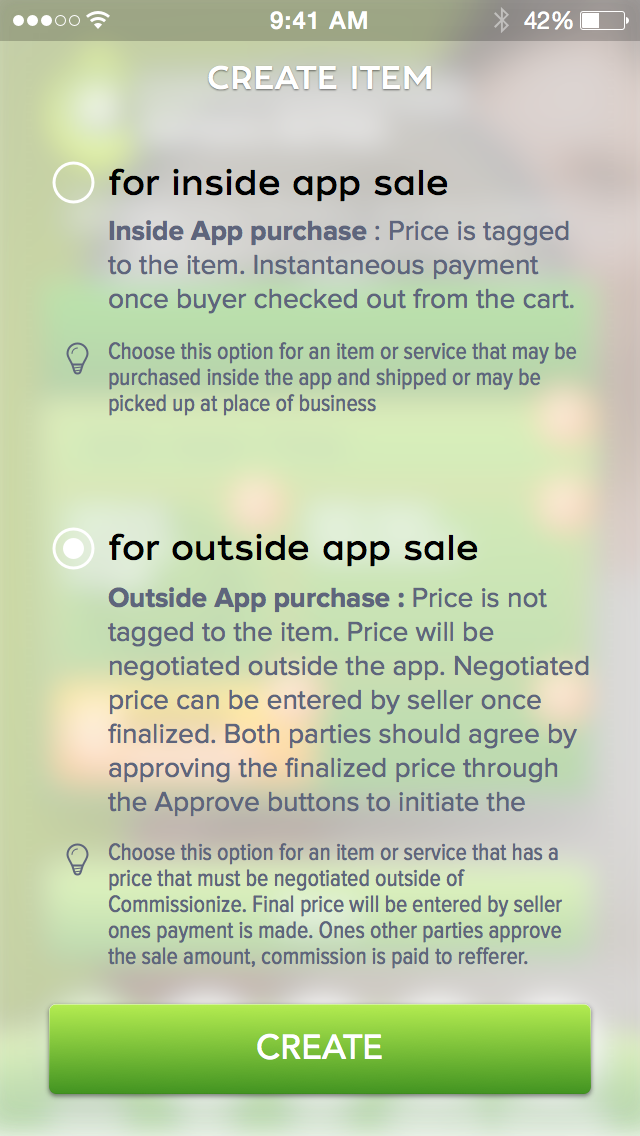 9:41 AM 42%
CREATE ITEM
for inside app sale
Inside App purchase : Price is tagged
to the item. Instantaneous payment
once buyer checked out from the cart.
Choose this option for an item or service that may be
purchased inside the app and shipped or may be
picked up at place of business
for outside app sale
Outside App purchase : Price is not
tagged to the item. Price will be
negotiated outside the app. Negotiated
price can be entered by seller once
finalized. Both parties should agree by
approving the finalized price through
the Approve buttons to initiate the
Choose this option for an item or service that has a
price that must be negotiated outside of
Commissionize. Final price will be entered by seller
ones payment is made. Ones other parties approve
the sale amount, commission is paid to refferer.
CREATE